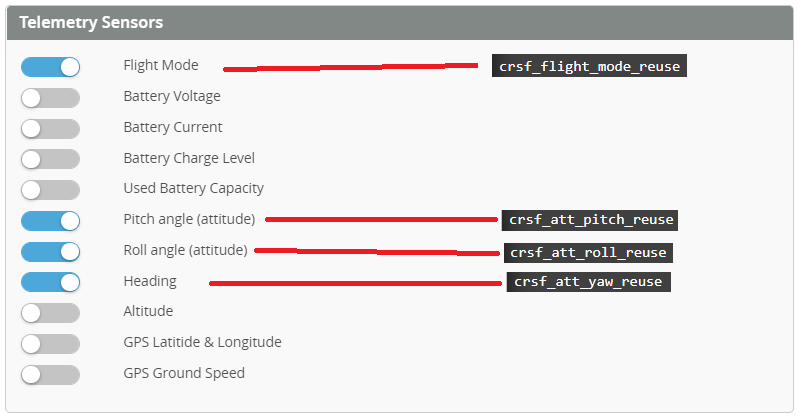 Telemetry Sensors
Flight Mode crsf_flight_mode_reuse
Battery Voltage
Battery Current
Battery Charge Level
Used Battery Capacity
Pitch angle (attitude) crsf_att_pitch_reuse
Roll angle (attitude) crsf_att_roll_reuse
Heading crsf_att_yaw_reuse
Altitude
GPS Latitide & Longitude
GPS Ground Speed